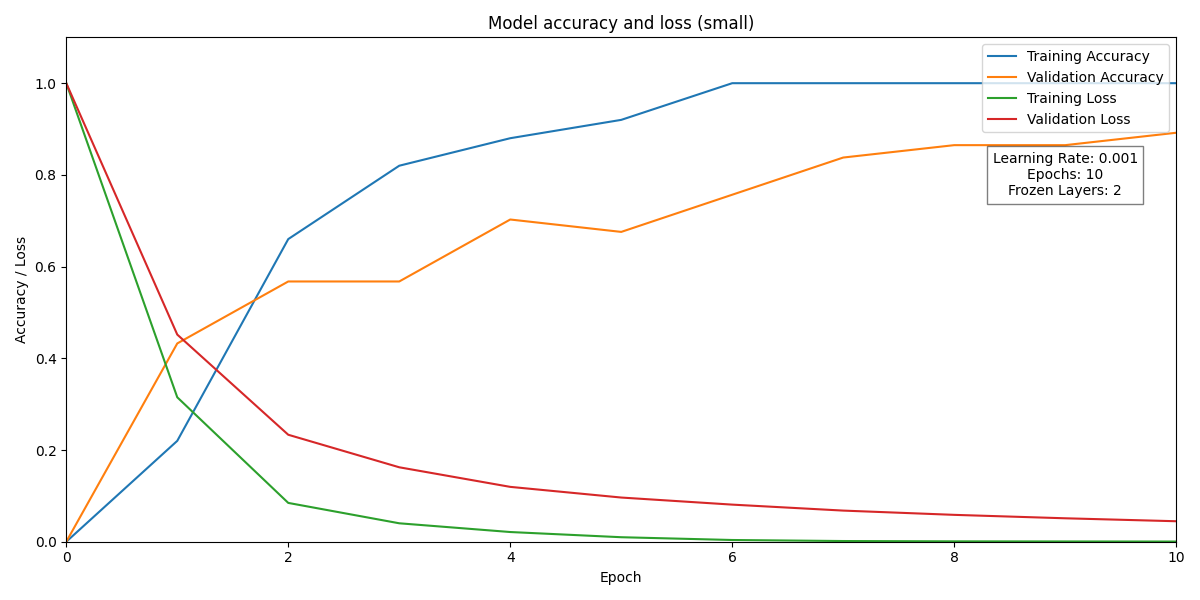 Model accuracy and loss (small)
Training Accuracy
Validation Accuracy
Training Loss
Validation Loss
Learning Rate: 0.001
Epochs: 10
Frozen Layers: 2
Accuracy / Loss
1.0
0.8
0.6
0.4
0.2
0.0
0 2 4 6 8 10
Epoch